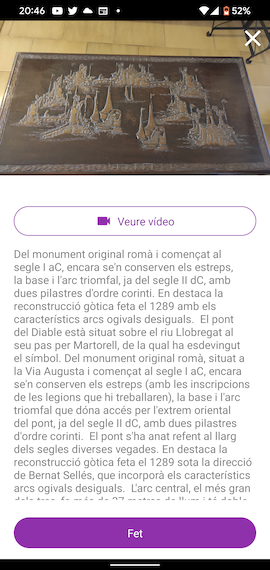 20:46
52%
Veure vídeo
Del monument original romà i començat al
segle I aC, encara se'n conserven els estreps,
la base i l'arc triomfal, ja del segle II dC, amb
dues pilastres d'ordre corinti. En destaca la
reconstrucció gòtica feta el 1289 amb els
característics arcs ogivals desiguals.  El pont
del Diable està situat sobre el riu Llobregat al
seu pas per Martorell, de la qual ha esdevingut
el símbol. Del monument original romà, situat a
la Via Augusta i començat al segle I aC, encara
se'n conserven els estreps (amb les inscripcions
de les legions que hi treballaren), la base i l'arc
triomfal que dóna accés per l'extrem oriental
del pont, ja del segle II dC, amb dues pilastres
d'ordre corinti.  El pont s'ha anat refent al llarg
dels segles diverses vegades. En destaca la
reconstrucció gòtica feta el 1289 sota la direcció
de Bernat Sellés, que incorporà els característics
arcs ogivals desiguals.  L'arc central, el més gran
Fet